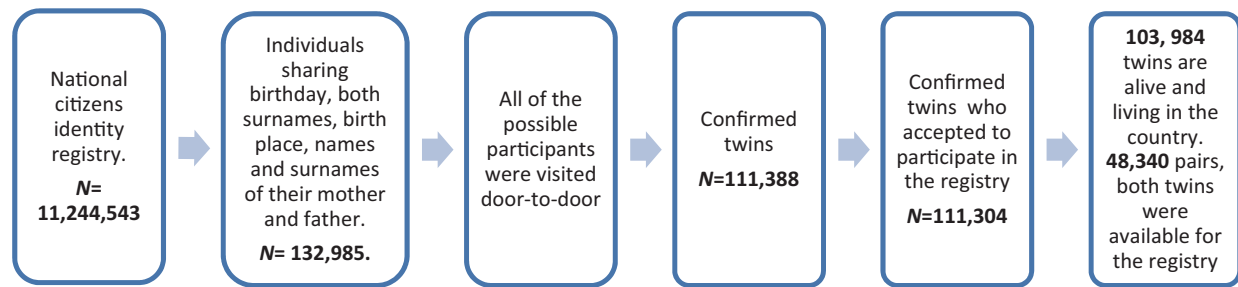 National
citizens
identity
registry.
N=
11,244,543
Individuals
sharing
birthday, both
surnames, birth
place, names
and surnames
of their mother
and father.
N= 132,985.
All of the
possible
participants
were visited
door-to-door
Confirmed
twins
N=111,388
Confirmed
twins who
accepted to
participate in
the registry
N=111,304
103, 984
twins are
alive and
living in the
country.
48,340 pairs,
both twins
were
available for
the registry